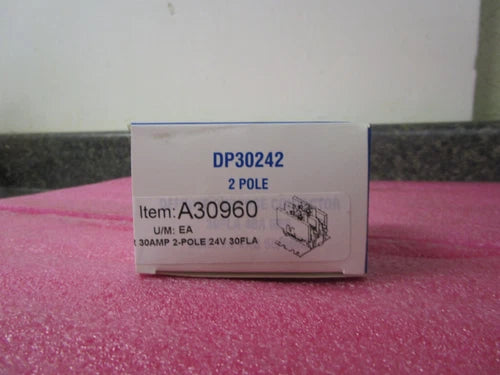 DP30242
2 POLE
Item: A30960
U/M: EA
30AMP 2-POLE 24V 30FLA